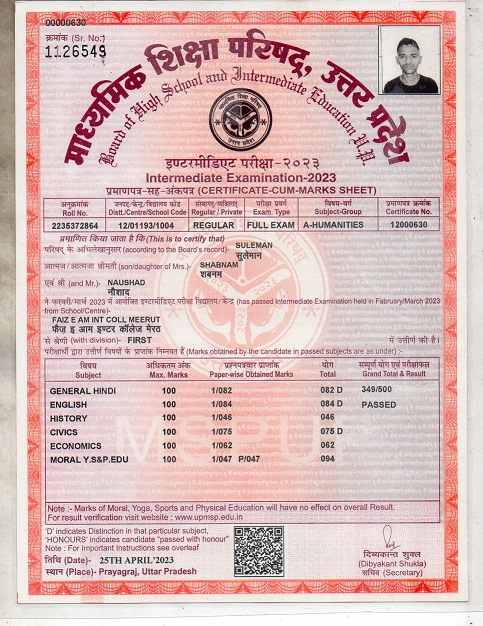 00000630
क्रमांक (Sr. No.)
1126549
माध्यमिक शिक्षा परिषद्, उत्तर प्रदेश
Board of High School and Intermediate Education U.P.
इण्टरमीडिएट परीक्षा-२०२३
Intermediate Examination-2023
प्रमाणपत्र-सह-अंकपत्र (CERTIFICATE-CUM-MARKS SHEET)
अनुक्रमांक जनपद/केन्द्र/विद्यालय कोड संस्थागत/व्यक्तिगत परीक्षा प्रवर्ग विषय-वर्ग प्रमाणपत्र क्रमांक
Roll No. Distt./Centre/School Code Regular / Private Exam. Type Subject-Group Certificate No.
2235372864 12/01193/1004 REGULAR FULL EXAM A-HUMANITIES 12000630
प्रमाणित किया जाता है कि (This is to certify that)
परिषद् के अभिलेखानुसार (according to the Board's record) SULEMAN
सुलेमान
आत्मज / आत्मजा श्रीमती (son/daughter of Mrs.) SHABNAM
शबनम
एवं श्री (and Mr.) NAUSHAD
नौशाद
ने फरवरी/मार्च 2023 में आयोजित इण्टरमीडिएट परीक्षा विद्यालय/केन्द्र (has passed Intermediate Examination held in February/March 2023
from School/Centre)-
FAIZ E AM INT COLL MEERUT
फैज़ इ आम इण्टर कॉलेज मेरठ
से श्रेणी (with division)- FIRST में उत्तीर्ण की है।
परीक्षार्थी द्वारा उत्तीर्ण विषयों के प्राप्तांक निम्नवत हैं (Marks obtained by the candidate in passed subjects are as under) :-
विषय अधिकतम अंक प्रश्नपत्रवार प्राप्तांक योग सम्पूर्ण योग एवं परीक्षाफल
Subject Max. Marks Paper-wise Obtained Marks Total Grand Total & Result
GENERAL HINDI 100 1/082 082 D 349/500
ENGLISH 100 1/084 084 D PASSED
HISTORY 100 1/046 046
CIVICS 100 1/075 075 D
ECONOMICS 100 1/062 062
MORAL Y.S&P.EDU 100 1/047 P/047 094
Note :- Marks of Moral, Yoga, Sports and Physical Education will have no effect on overall Result.
For result verification visit website : www.upmsp.edu.in
'D' indicates Distinction in that particular subject,
'HONOURS' indicates candidate "passed with honour"
Note : For Important Instructions see overleaf
तिथि (Date)- 25TH APRIL'2023
स्थान (Place)- Prayagraj, Uttar Pradesh
दिब्यकान्त शुक्ल
(Dibyakant Shukla)
सचिव (Secretary)